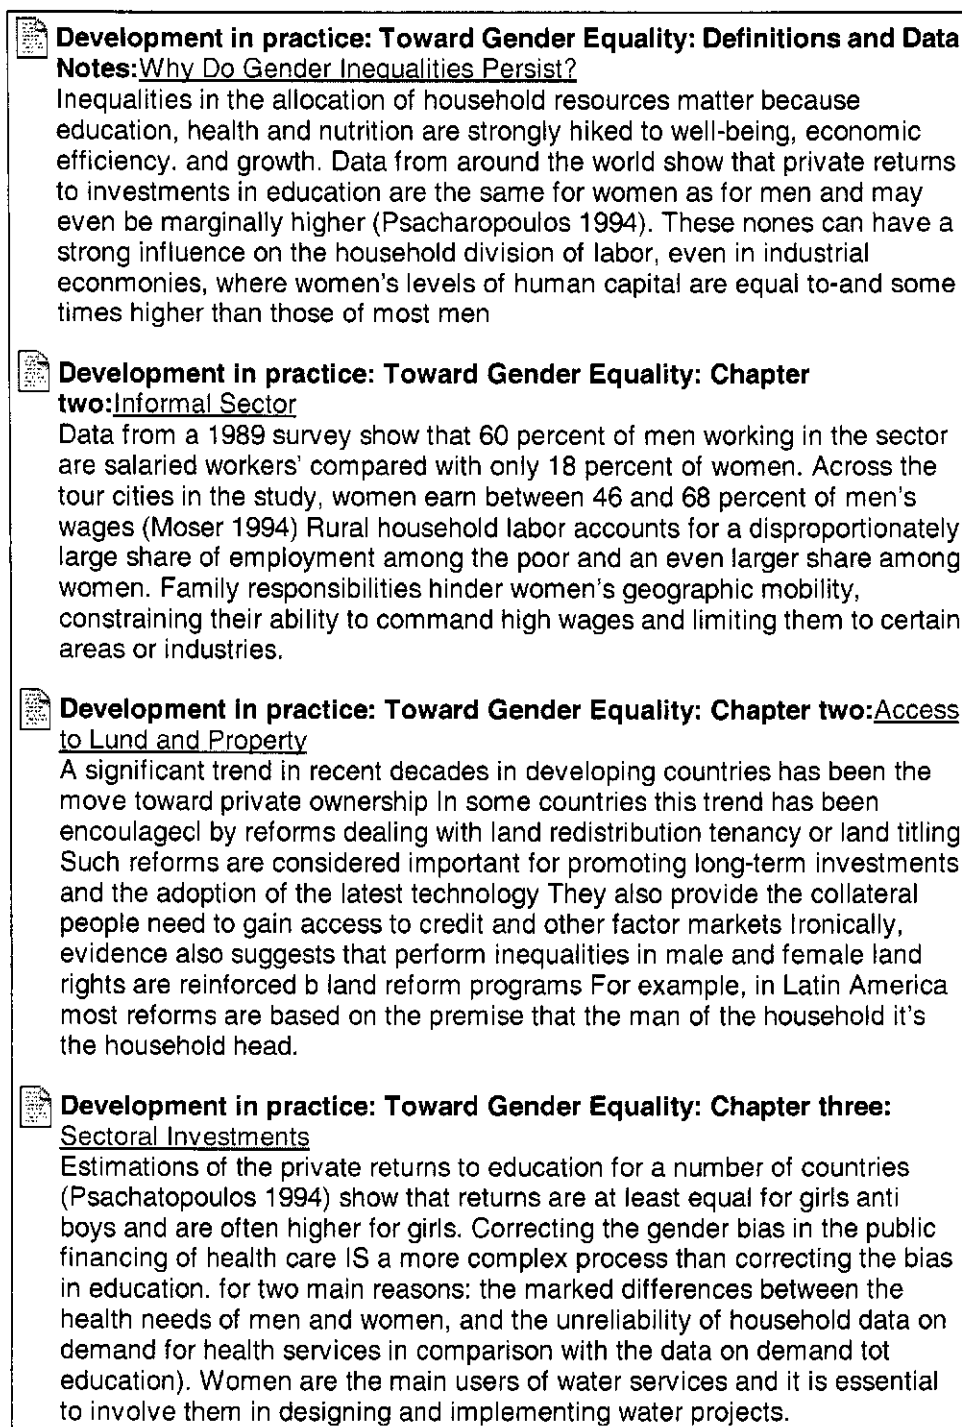 Development in practice: Toward Gender Equality: Definitions and Data
Notes:Why Do Gender Inequalities Persist?
Inequalities in the allocation of household resources matter because
education, health and nutrition are strongly hiked to well-being, economic
efficiency. and growth. Data from around the world show that private returns
to investments in education are the same for women as for men and may
even be marginally higher (Psacharopoulos 1994). These nones can have a
strong influence on the household division of labor, even in industrial
econmonies, where women's levels of human capital are equal to-and some
times higher than those of most men
Development in practice: Toward Gender Equality: Chapter
two:Informal Sector
Data from a 1989 survey show that 60 percent of men working in the sector
are salaried workers' compared with only 18 percent of women. Across the
tour cities in the study, women earn between 46 and 68 percent of men's
wages (Moser 1994) Rural household labor accounts for a disproportionately
large share of employment among the poor and an even larger share among
women. Family responsibilities hinder women's geographic mobility,
constraining their ability to command high wages and limiting them to certain
areas or industries.
Development in practice: Toward Gender Equality: Chapter two:Access
to Lund and Property
A significant trend in recent decades in developing countries has been the
move toward private ownership In some countries this trend has been
encoulagecl by reforms dealing with land redistribution tenancy or land titling
Such reforms are considered important for promoting long-term investments
and the adoption of the latest technology They also provide the collateral
people need to gain access to credit and other factor markets Ironically,
evidence also suggests that perform inequalities in male and female land
rights are reinforced b land reform programs For example, in Latin America
most reforms are based on the premise that the man of the household it's
the household head.
Development in practice: Toward Gender Equality: Chapter three:
Sectoral Investments
Estimations of the private returns to education for a number of countries
(Psachatopoulos 1994) show that returns are at least equal for girls anti
boys and are often higher for girls. Correcting the gender bias in the public
financing of health care IS a more complex process than correcting the bias
in education. for two main reasons: the marked differences between the
health needs of men and women, and the unreliability of household data on
demand for health services in comparison with the data on demand tot
education). Women are the main users of water services and it is essential
to involve them in designing and implementing water projects.